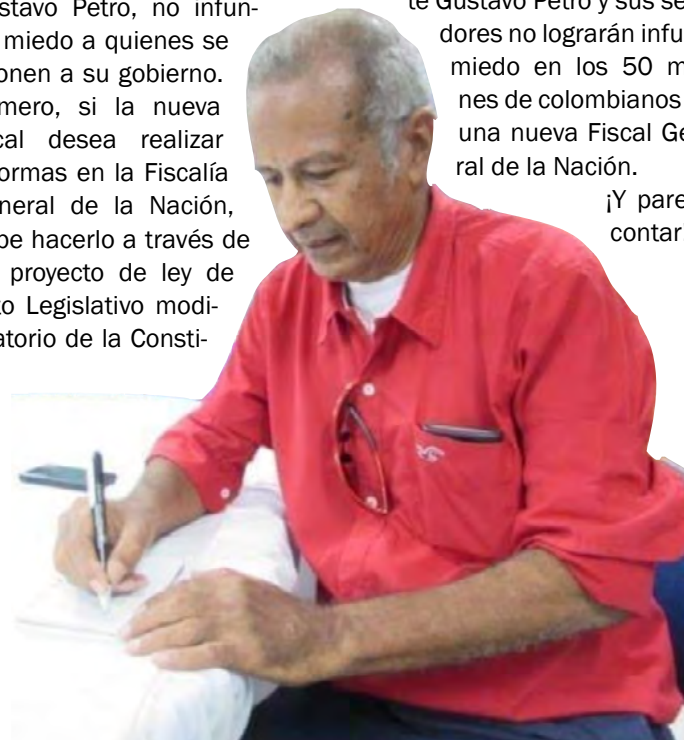 stavo Petro, no infun-
miedo a quienes se
onen a su gobierno.
mero, si la nueva
cal desea realizar
ormas en la Fiscalía
neral de la Nación,
be hacerlo a través de
proyecto de ley de
o Legislativo modi-
atorio de la Consti-
te Gustavo Petro y sus se
dores no lograrán infu
miedo en los 50 m
nes de colombianos
una nueva Fiscal Ge
ral de la Nación.
¡Y pare
contar